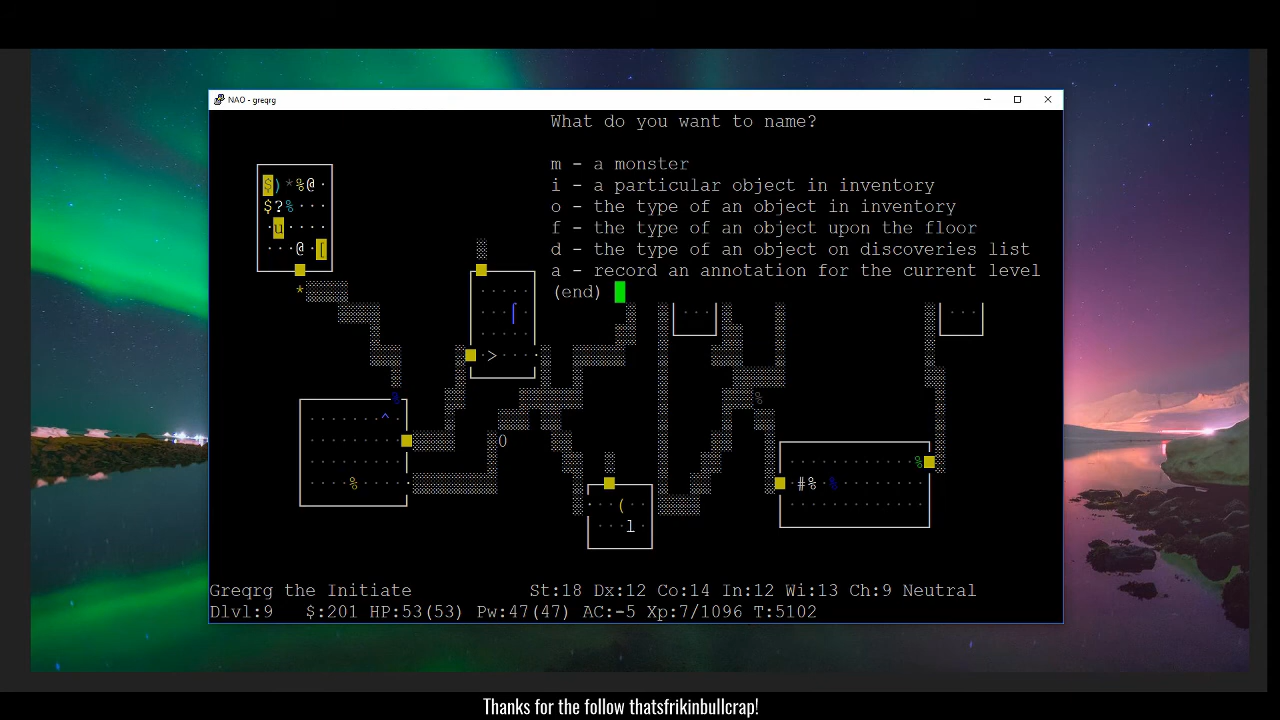 NAO - greqrg
What do you want to name?
m - a monster
i - a particular object in inventory
o - the type of an object in inventory
f - the type of an object upon the floor
d - the type of an object on discoveries list
a - record an annotation for the current level
(end)
Greqrg the Initiate St:18 Dx:12 Co:14 In:12 Wi:13 Ch:9 Neutral
Dlvl:9 $:201 HP:53(53) Pw:47(47) AC:-5 Xp:7/1096 T:5102
Thanks for the follow thatsfrikinbullcrap!